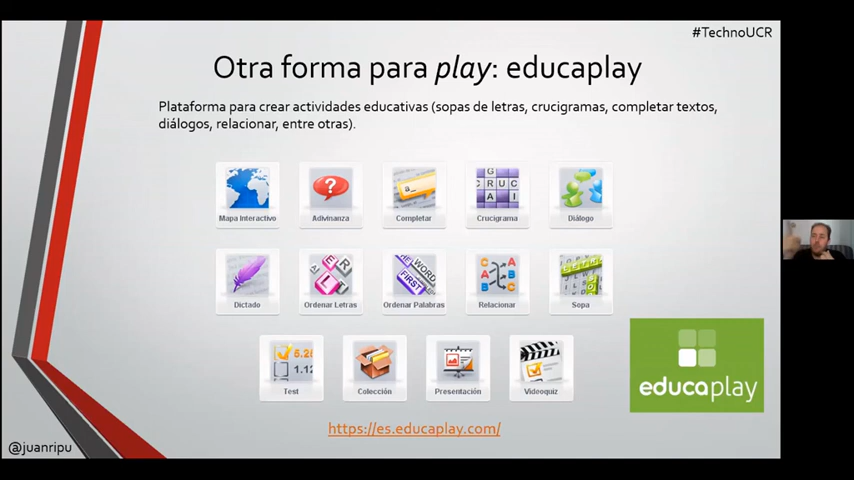 #TechnoUCR
Otra forma para play: educaplay
Plataforma para crear actividades educativas (sopas de letras, crucigramas, completar textos,
diálogos, relacionar, entre otras).
Mapa Interactivo
Adivinanza
Completar
Crucigrama
Diálogo
Dictado
Ordenar Letras
Ordenar Palabras
Relacionar
Sopa
Test
Colección
Presentación
Videoquiz
educaplay
https://es.educaplay.com/
@juanripu